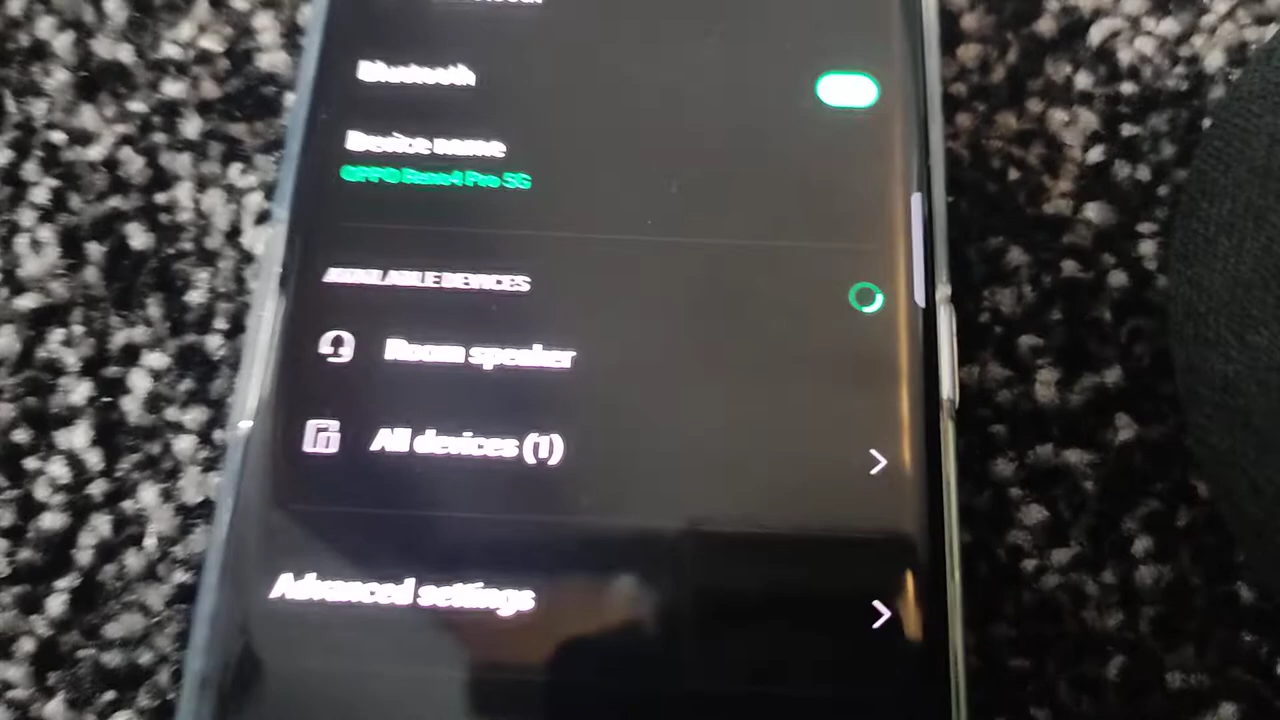 Bluetooth
Device name
OPPO Reno4 Pro 5G
AVAILABLE DEVICES
Room speaker
All devices (1)
Advanced settings